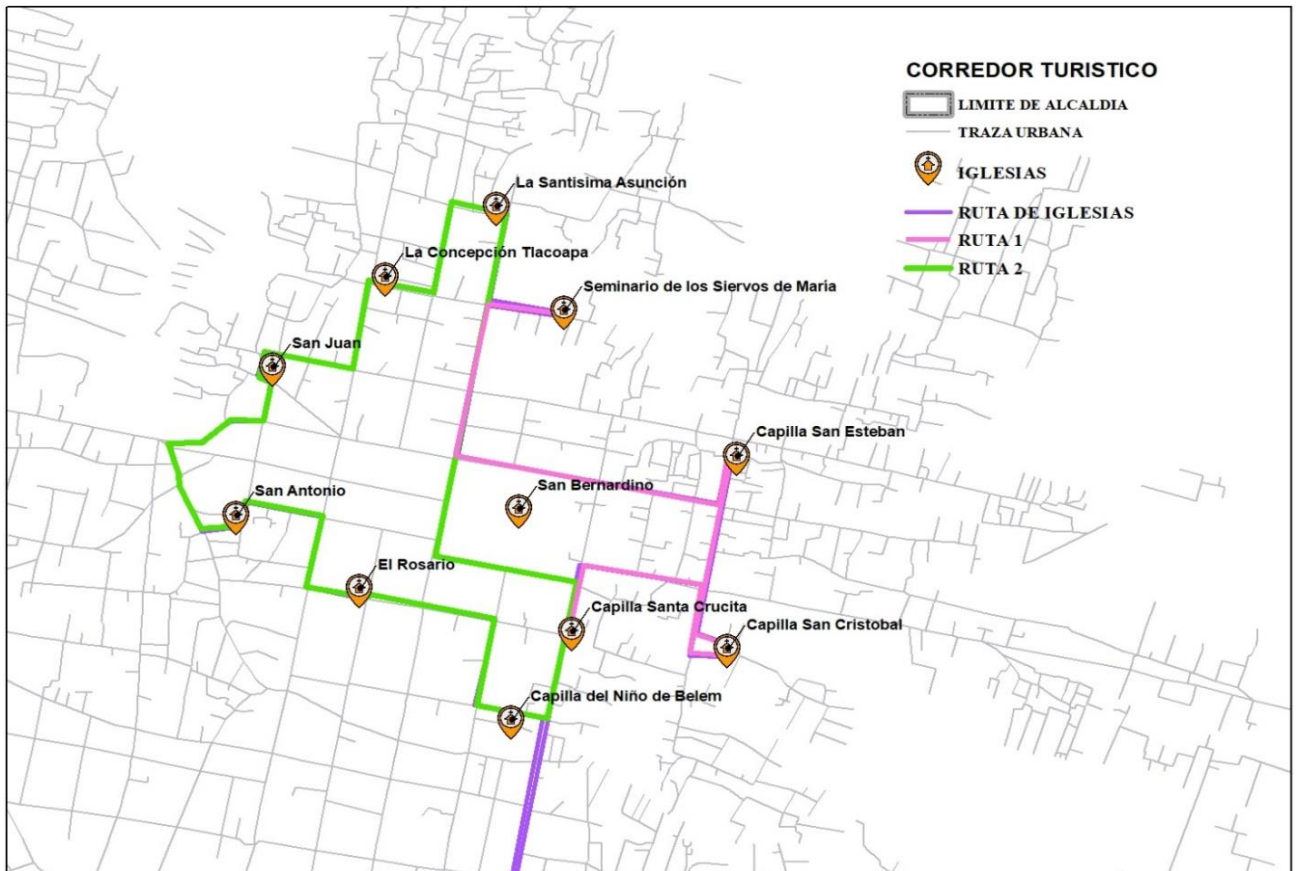 CORREDOR TURISTICO
LIMITE DE ALCALDIA
TRAZA URBANA
IGLESIAS
RUTA DE IGLESIAS
RUTA 1
RUTA 2
La Santisima Asunción
La Concepción Tlacoapa
Seminario de los Siervos de María
San Juan
Capilla San Esteban
San Bernardino
San Antonio
El Rosario
Capilla Santa Crucita
Capilla San Cristobal
Capilla del Niño de Belem